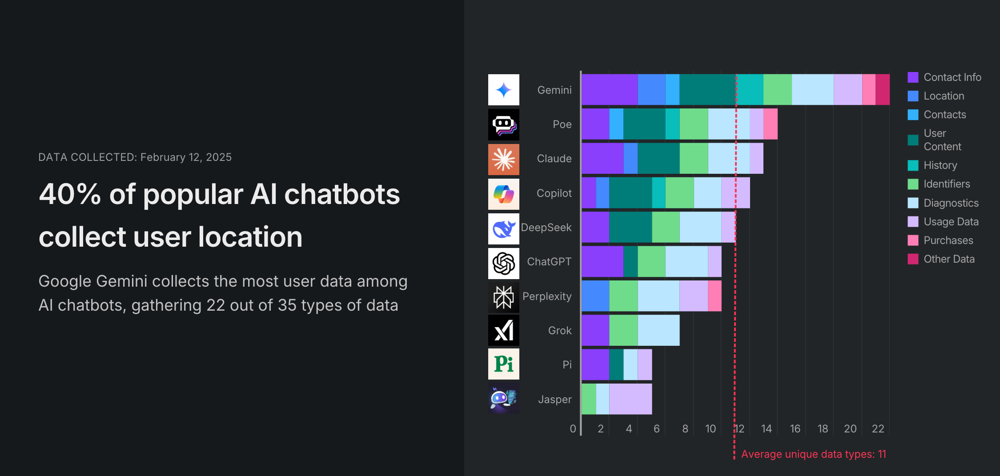 DATA COLLECTED: February 12, 2025
40% of popular AI chatbots
collect user location
Google Gemini collects the most user data among
AI chatbots, gathering 22 out of 35 types of data
Gemini
Poe
Claude
Copilot
DeepSeek
ChatGPT
Perplexity
Grok
Pi
Pi
Jasper
0 2 4 6 8 10 12 14 16 18 20 22
Average unique data types: 11
Contact Info
Location
Contacts
User
Content
History
Identifiers
Diagnostics
Usage Data
Purchases
Other Data